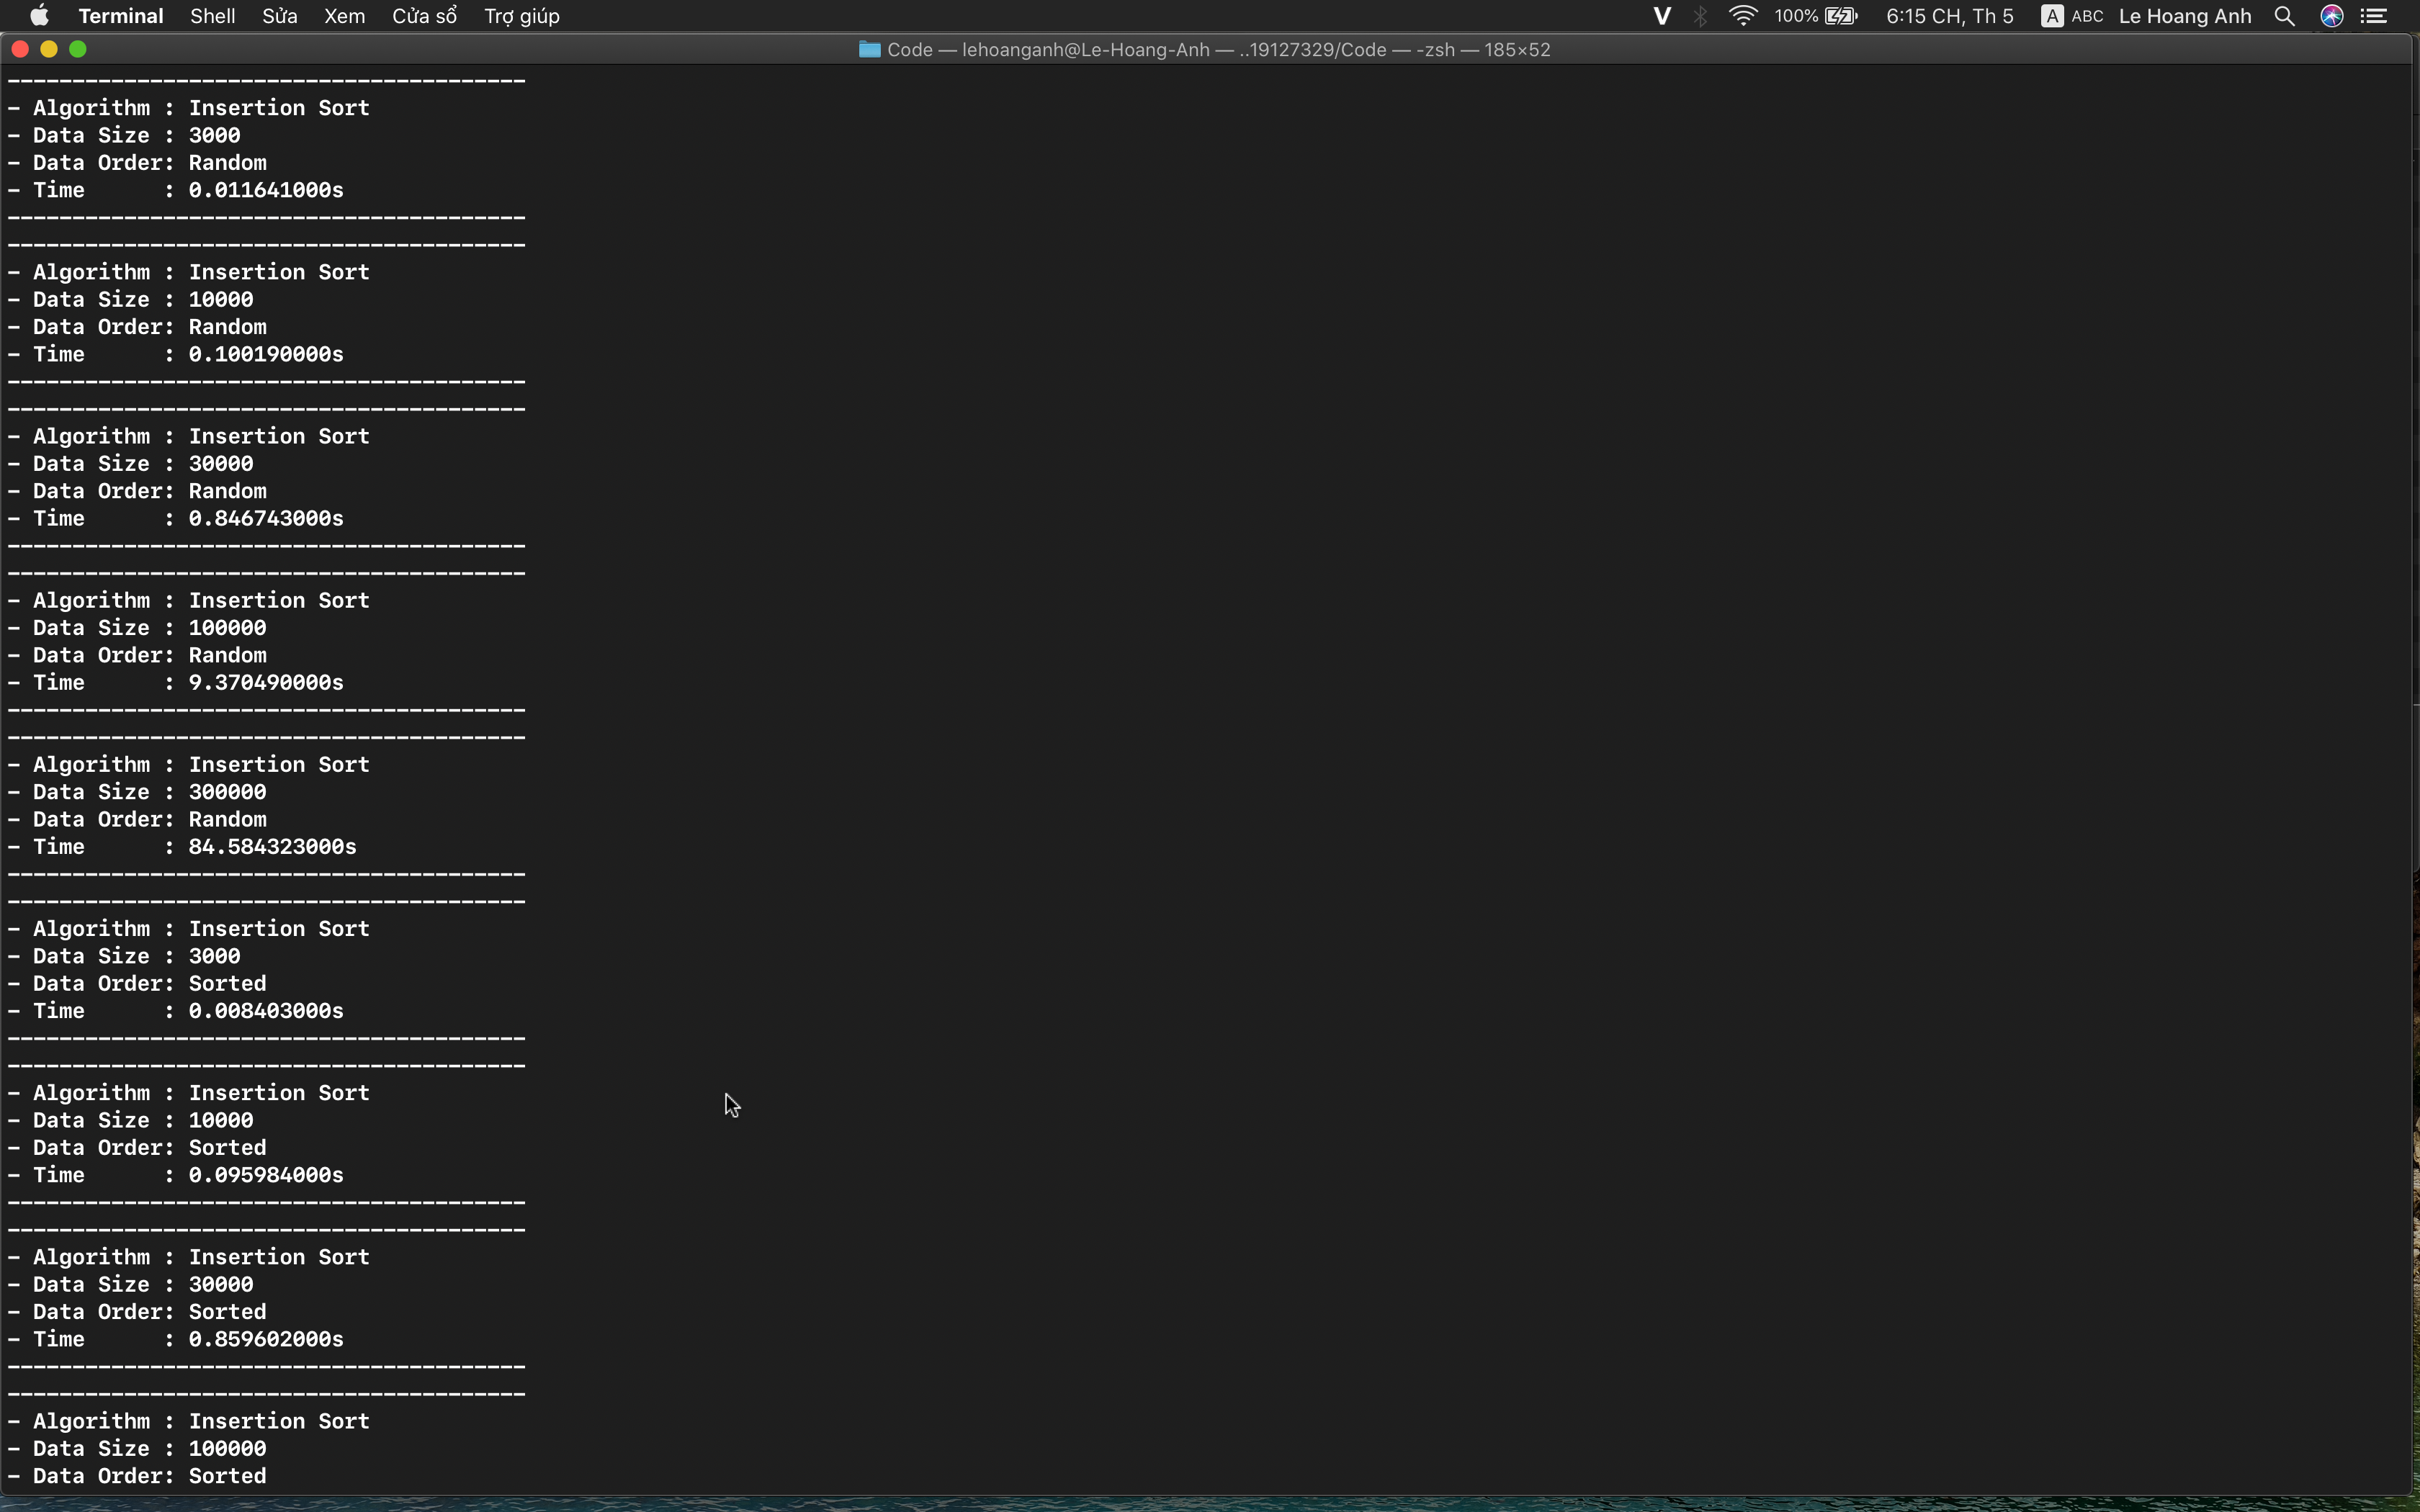 Terminal Shell Sửa Xem Cửa sổ Trợ giúp V 100% 6:15 CH, Th 5 A ABC Le Hoang Anh
Code — lehoanganh@Le-Hoang-Anh — ..19127329/Code — -zsh — 185×52
----------------------------------------
- Algorithm : Insertion Sort
- Data Size : 3000
- Data Order: Random
- Time      : 0.011641000s
----------------------------------------
----------------------------------------
- Algorithm : Insertion Sort
- Data Size : 10000
- Data Order: Random
- Time      : 0.100190000s
----------------------------------------
----------------------------------------
- Algorithm : Insertion Sort
- Data Size : 30000
- Data Order: Random
- Time      : 0.846743000s
----------------------------------------
----------------------------------------
- Algorithm : Insertion Sort
- Data Size : 100000
- Data Order: Random
- Time      : 9.370490000s
----------------------------------------
----------------------------------------
- Algorithm : Insertion Sort
- Data Size : 300000
- Data Order: Random
- Time      : 84.584323000s
----------------------------------------
----------------------------------------
- Algorithm : Insertion Sort
- Data Size : 3000
- Data Order: Sorted
- Time      : 0.008403000s
----------------------------------------
----------------------------------------
- Algorithm : Insertion Sort
- Data Size : 10000
- Data Order: Sorted
- Time      : 0.095984000s
----------------------------------------
----------------------------------------
- Algorithm : Insertion Sort
- Data Size : 30000
- Data Order: Sorted
- Time      : 0.859602000s
----------------------------------------
----------------------------------------
- Algorithm : Insertion Sort
- Data Size : 100000
- Data Order: Sorted